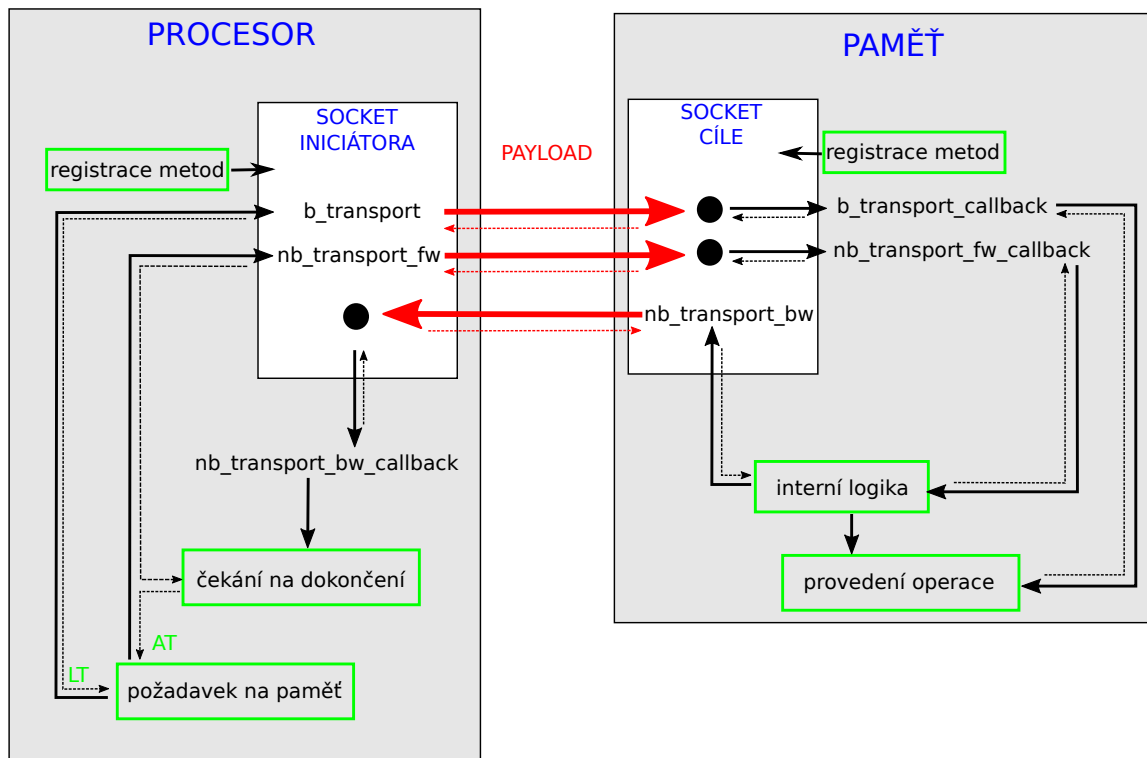 PROCESOR
SOCKET
INICIÁTORA
registrace metod
b_transport
nb_transport_fw
nb_transport_bw_callback
čekání na dokončení
AT
LT
požadavek na paměť
PAYLOAD
PAMĚŤ
SOCKET
CÍLE
registrace metod
b_transport_callback
nb_transport_fw_callback
nb_transport_bw
interní logika
provedení operace